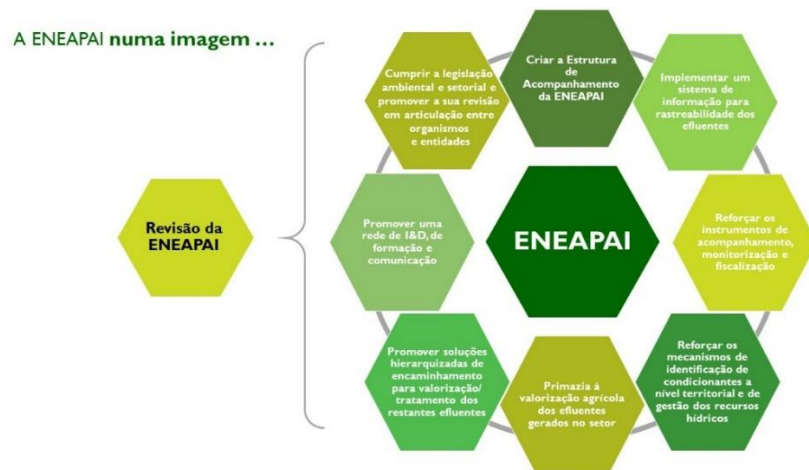 A ENEAPAI numa imagem ...
Revisão da
ENEAPAI
Criar a Estrutura
de
Acompanhamento
da ENEAPAI
Implementar um
sistema de
informação para
rastreabilidade dos
efluentes
Reforçar os
instrumentos de
acompanhamento,
monitorização e
fiscalização
Reforçar os
mecanismos de
identificação de
condicionantes a
nível territorial e de
gestão dos recursos
hídricos
Primazia à
valorização agrícola
dos efluentes
gerados no setor
Promover soluções
hierarquizadas de
encaminhamento
para valorização/
tratamento dos
restantes efluentes
Promover uma
rede de I&D, de
formação e
comunicação
Cumprir a legislação
ambiental e setorial e
promover a sua revisão
em articulação entre
organismos
e entidades
ENEAPAI